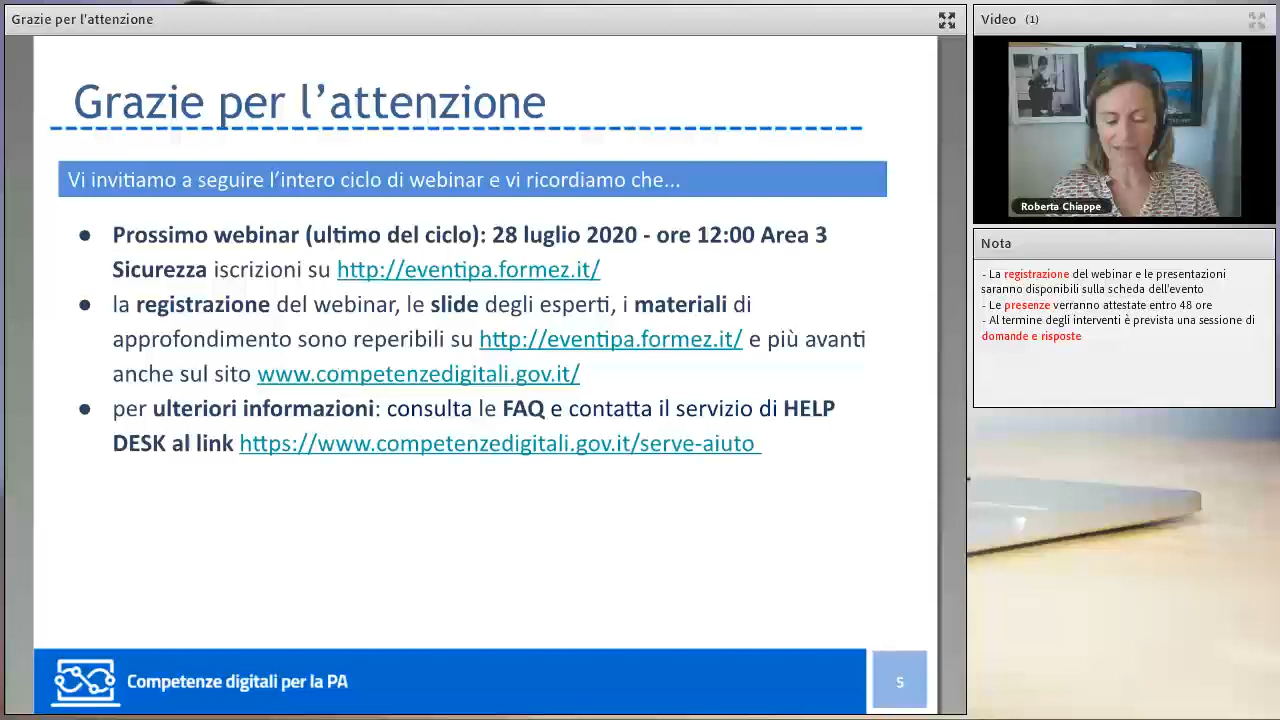 Grazie per l'attenzione
Grazie per l’attenzione
Vi invitiamo a seguire l’intero ciclo di webinar e vi ricordiamo che...
● Prossimo webinar (ultimo del ciclo): 28 luglio 2020 - ore 12:00 Area 3
Sicurezza iscrizioni su http://eventipa.formez.it/
● la registrazione del webinar, le slide degli esperti, i materiali di
approfondimento sono reperibili su http://eventipa.formez.it/ e più avanti
anche sul sito www.competenzedigitali.gov.it/
● per ulteriori informazioni: consulta le FAQ e contatta il servizio di HELP
DESK al link https://www.competenzedigitali.gov.it/serve-aiuto
Competenze digitali per la PA
5
Video (1)
Roberta Chiappe
Nota
- La registrazione del webinar e le presentazioni
saranno disponibili sulla scheda dell'evento
- Le presenze verranno attestate entro 48 ore
- Al termine degli interventi è prevista una sessione di
domande e risposte